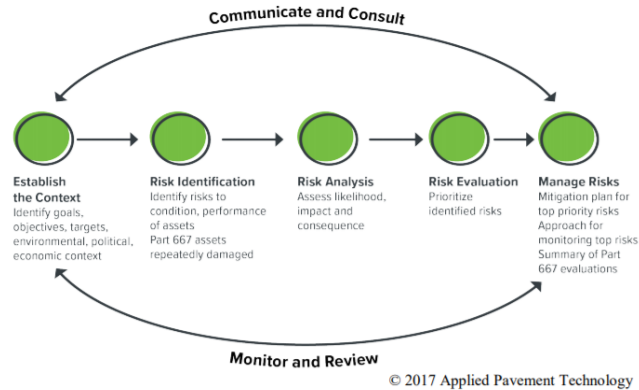 Communicate and Consult
Establish
the Context
Identify goals,
objectives, targets,
environmental, political,
economic context
Risk Identification
Identify risks to
condition, performance
of assets
Part 667 assets
repeatedly damaged
Risk Analysis
Assess likelihood,
impact and
consequence
Risk Evaluation
Prioritize
identified risks
Manage Risks
Mitigation plan for
top priority risks
Approach for
monitoring top risks
Summary of Part
667 evaluations
Monitor and Review
© 2017 Applied Pavement Technology